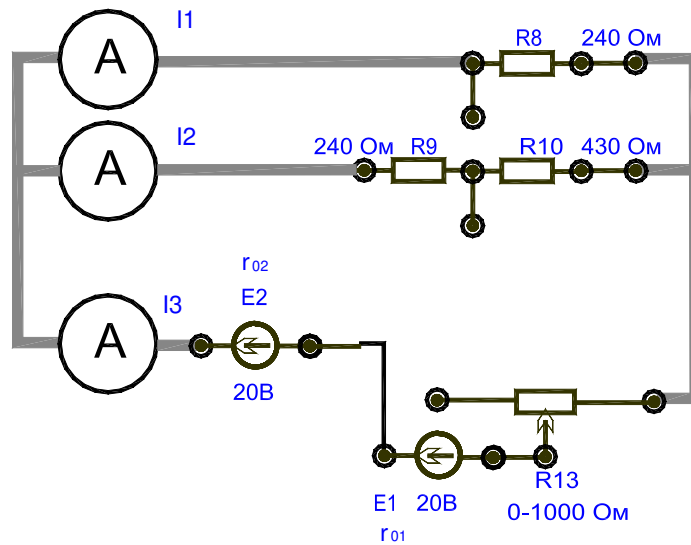 I1
R8 240 Ом
A
I2
240 Ом R9 R10 430 Ом
A
r02
I3 E2
A
20В
R13
E1 20В 0-1000 Ом
r01